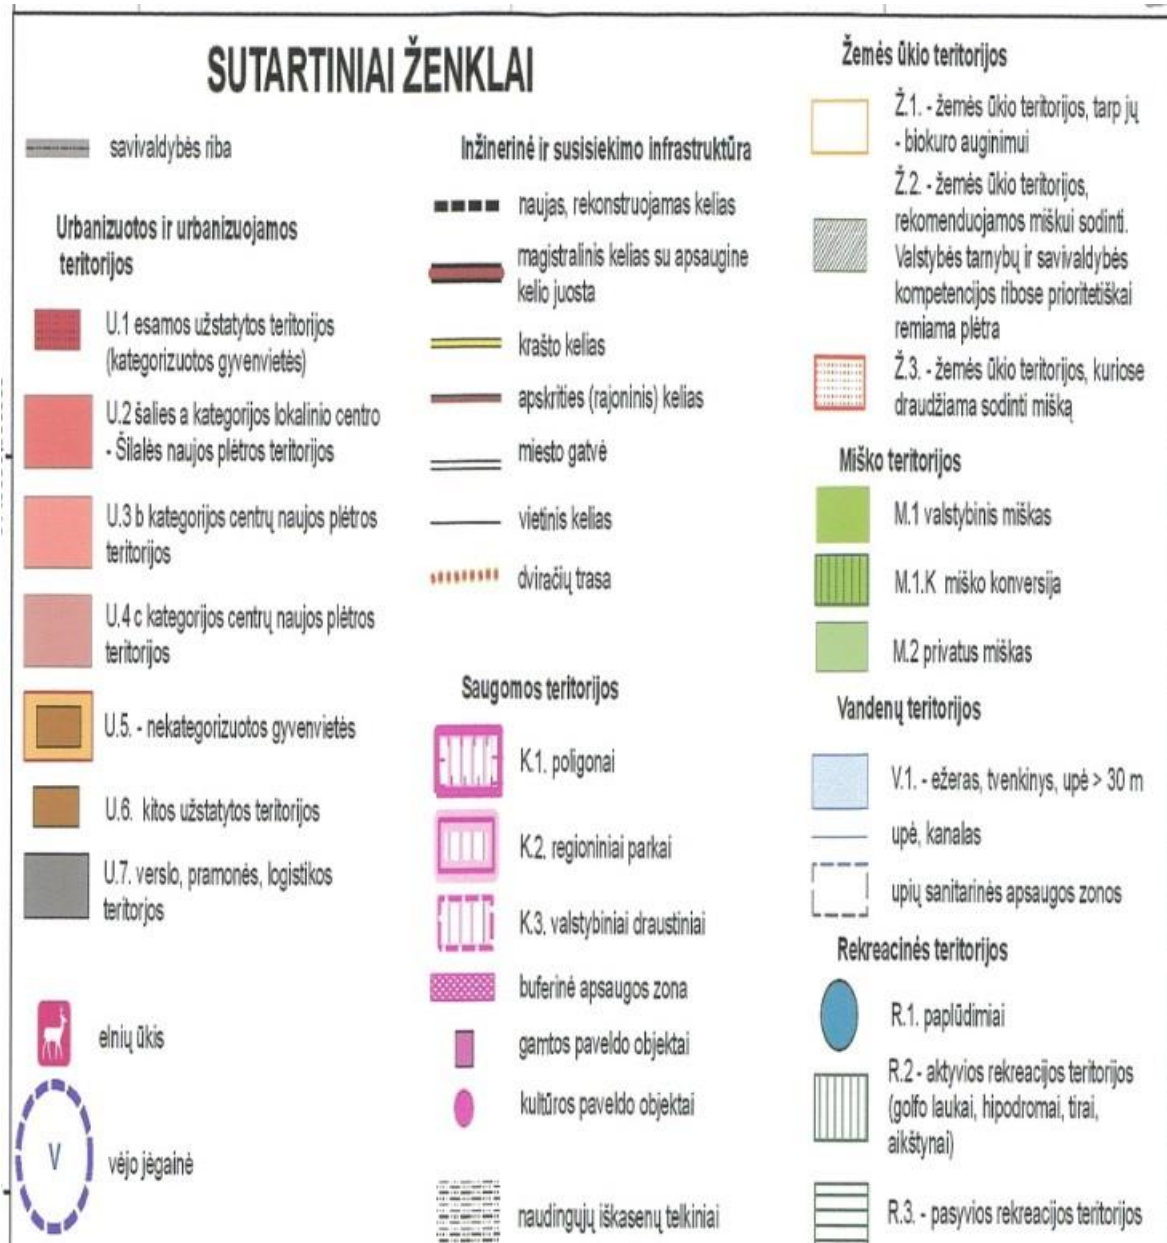 SUTARTINIAI ŽENKLAI
savivaldybės riba
Urbanizuotos ir urbanizuojamos
teritorijos
U.1 esamos užstatytos teritorijos
(kategorizuotos gyvenvietės)
U.2 šalies a kategorijos lokalinio centro
- Šilalės naujos plėtros teritorijos
U.3 b kategorijos centrų naujos plėtros
teritorijos
U.4 c kategorijos centrų naujos plėtros
teritorijos
U.5. - nekategorizuotos gyvenvietės
U.6. kitos užstatytos teritorijos
U.7. verslo, pramonės, logistikos
teritorjos
elnių ūkis
V
vėjo jėgainė
Inžinerinė ir susisiekimo infrastruktūra
naujas, rekonstruojamas kelias
magistralinis kelias su apsaugine
kelio juosta
krašto kelias
apskrities (rajoninis) kelias
miesto gatvė
vietinis kelias
dviračių trasa
Saugomos teritorijos
K.1. poligonai
K.2. regioniniai parkai
K.3. valstybiniai draustiniai
buferinė apsaugos zona
gamtos paveldo objektai
kultūros paveldo objektai
naudingųjų iškasenų telkiniai
Žemės ūkio teritorijos
Ž.1. - žemės ūkio teritorijos, tarp jų
- biokuro auginimui
Ž.2. - žemės ūkio teritorijos,
rekomenduojamos miškui sodinti.
Valstybės tarnybų ir savivaldybės
kompetencijos ribose prioritetiškai
remiama plėtra
Ž.3. - žemės ūkio teritorijos, kuriose
draudžiama sodinti mišką
Miško teritorijos
M.1 valstybinis miškas
M.1.K miško konversija
M.2 privatus miškas
Vandenų teritorijos
V.1. - ežeras, tvenkinys, upė > 30 m
upė, kanalas
upių sanitarinės apsaugos zonos
Rekreacinės teritorijos
R.1. paplūdimiai
R.2 - aktyvios rekreacijos teritorijos
(golfo laukai, hipodromai, tirai,
aikštynai)
R.3. - pasyvios rekreacijos teritorijos